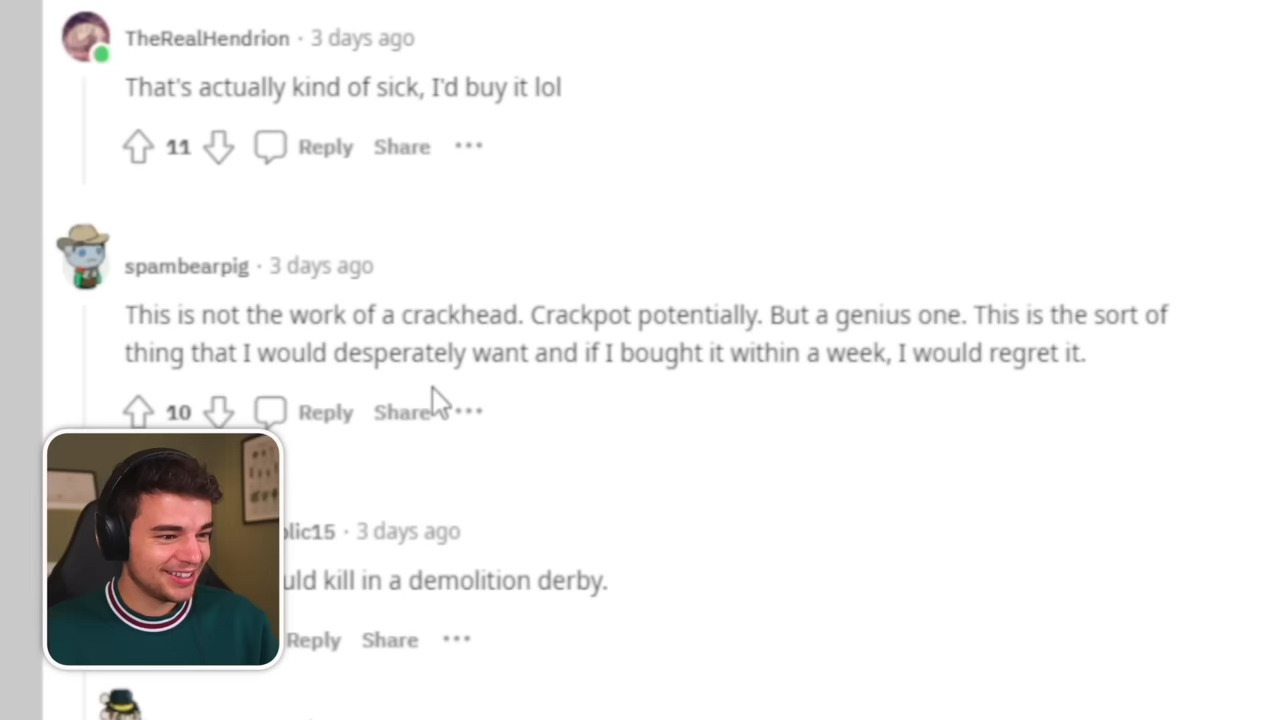 TheRealHendrion · 3 days ago
That's actually kind of sick, I'd buy it lol
11 Reply Share ···
spambearpig · 3 days ago
This is not the work of a crackhead. Crackpot potentially. But a genius one. This is the sort of
thing that I would desperately want and if I bought it within a week, I would regret it.
10 Reply Share ···
lic15 · 3 days ago
uld kill in a demolition derby.
Reply Share ···